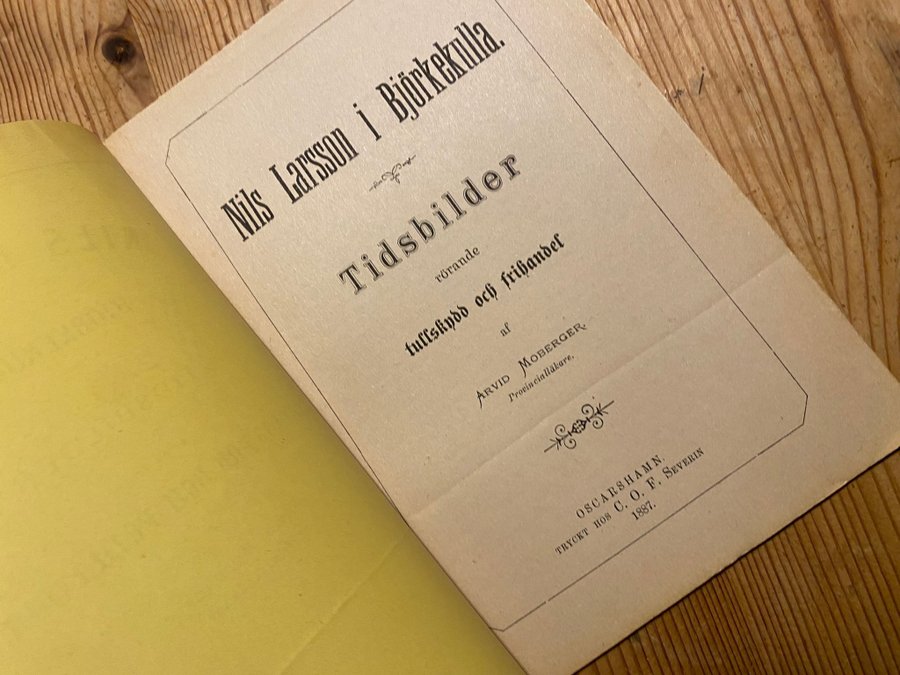 Nils Larsson i Björkekulla.
Tidsbilder
rörande
tullskydd och frihandel
af
ARVID MOBERGER,
Provincialläkare.
OSCARSHAMN,
TRYCKT HOS C. O. F. SEVERIN
1887.